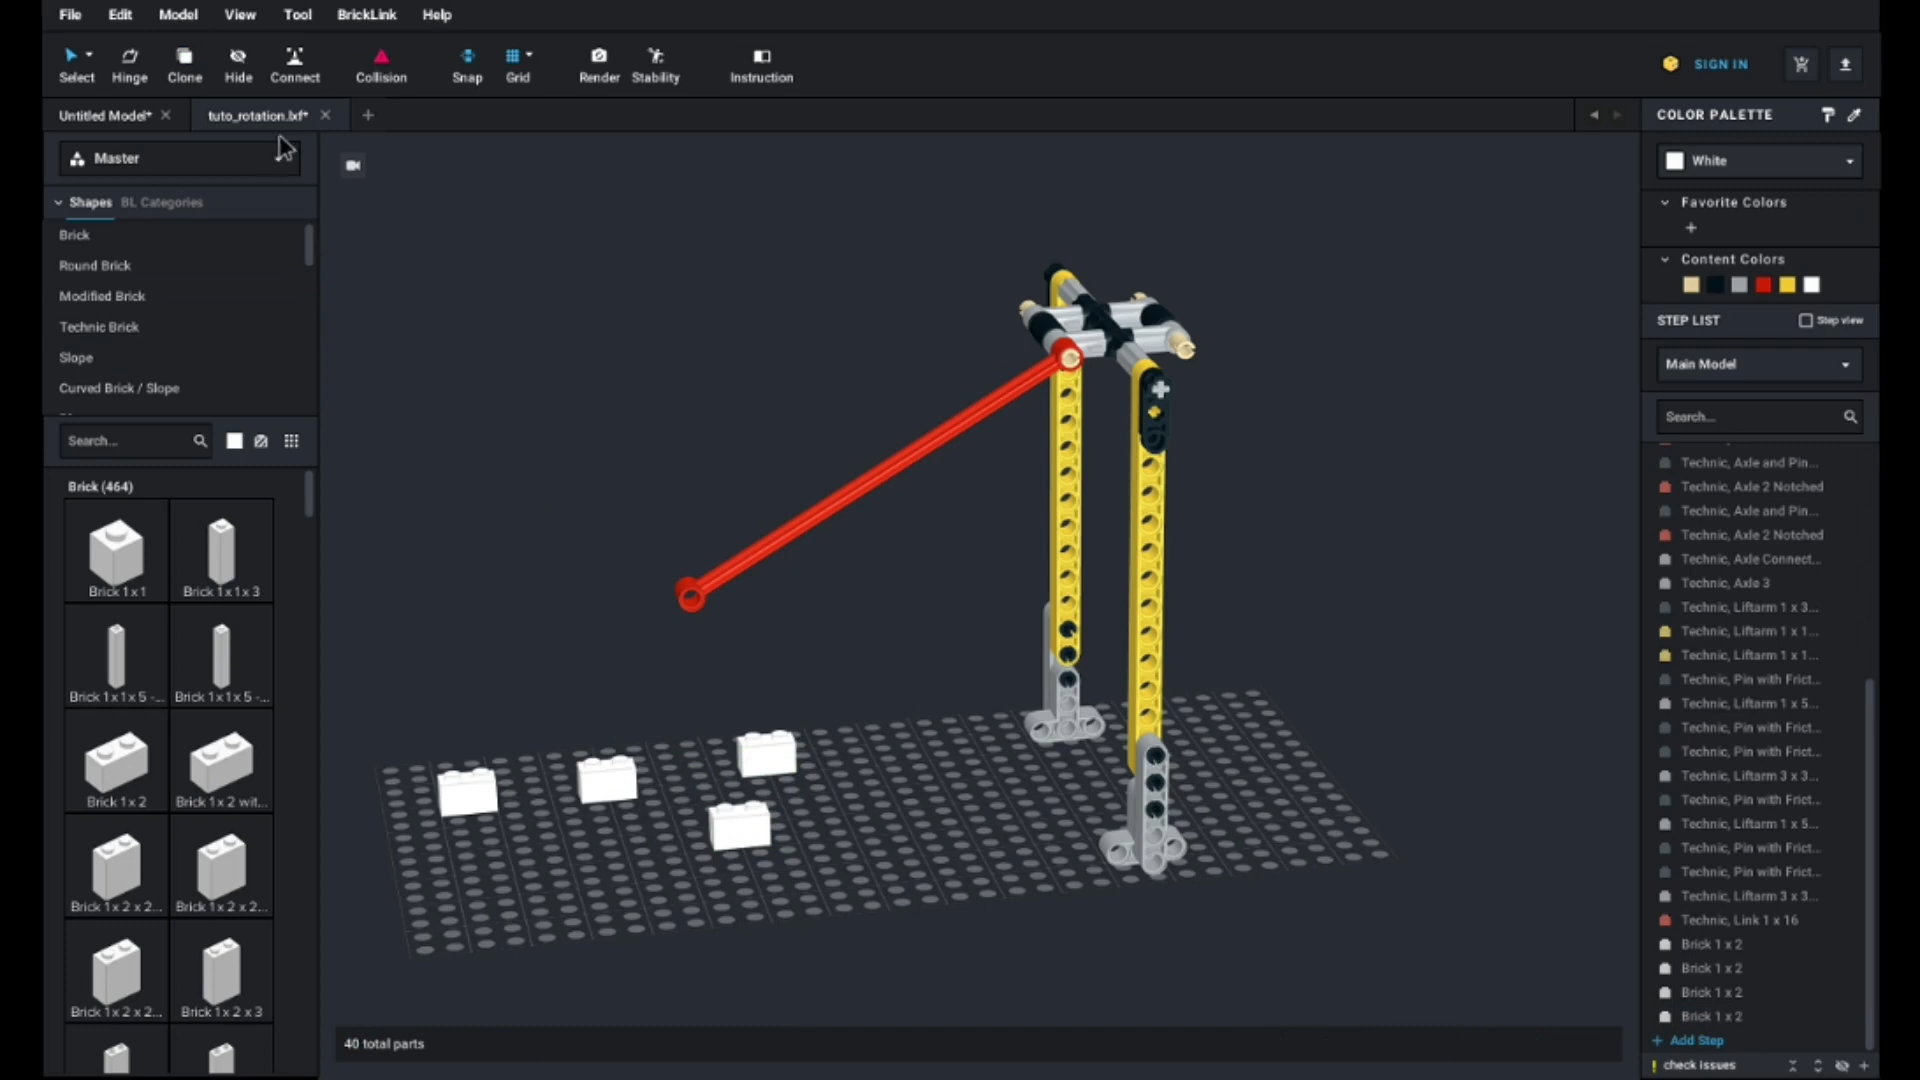 File Edit Model View Tool BrickLink Help
Select Hinge Clone Hide Connect Collision Snap Grid Render Stability Instruction
SIGN IN
Untitled Model* tuto_rotation.lxf*
COLOR PALETTE
Master
White
Shapes BL Categories
Favorite Colors
Brick
Round Brick
Content Colors
Modified Brick
Technic Brick
STEP LIST Step view
Slope
Main Model
Curved Brick / Slope
Search...
Search...
Brick (464)
Brick 1 x 1 Brick 1 x 1 x 3
Brick 1 x 1 x 5 -... Brick 1 x 1 x 5 -...
Brick 1 x 2 Brick 1 x 2 wit...
Brick 1 x 2 x 2... Brick 1 x 2 x 2...
Brick 1 x 2 x 2... Brick 1 x 2 x 3
Technic, Axle and Pin...
Technic, Axle 2 Notched
Technic, Axle and Pin...
Technic, Axle 2 Notched
Technic, Axle Connect...
Technic, Axle 3
Technic, Liftarm 1 x 3...
Technic, Liftarm 1 x 1...
Technic, Liftarm 1 x 1...
Technic, Pin with Frict...
Technic, Liftarm 1 x 5...
Technic, Pin with Frict...
Technic, Pin with Frict...
Technic, Liftarm 3 x 3...
Technic, Pin with Frict...
Technic, Liftarm 1 x 5...
Technic, Pin with Frict...
Technic, Pin with Frict...
Technic, Liftarm 3 x 3...
Technic, Link 1 x 16
Brick 1 x 2
Brick 1 x 2
Brick 1 x 2
Brick 1 x 2
+ Add Step
40 total parts
! check issues